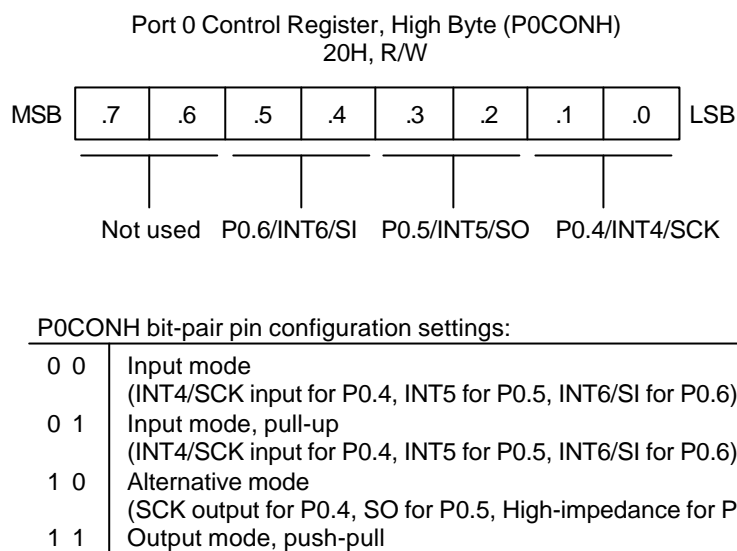 Port 0 Control Register, High Byte (P0CONH)
20H, R/W
MSB .7 .6 .5 .4 .3 .2 .1 .0 LSB
Not used P0.6/INT6/SI P0.5/INT5/SO P0.4/INT4/SCK
P0CONH bit-pair pin configuration settings:
0 0 Input mode
(INT4/SCK input for P0.4, INT5 for P0.5, INT6/SI for P0.6)
0 1 Input mode, pull-up
(INT4/SCK input for P0.4, INT5 for P0.5, INT6/SI for P0.6)
1 0 Alternative mode
(SCK output for P0.4, SO for P0.5, High-impedance for P
1 1 Output mode, push-pull